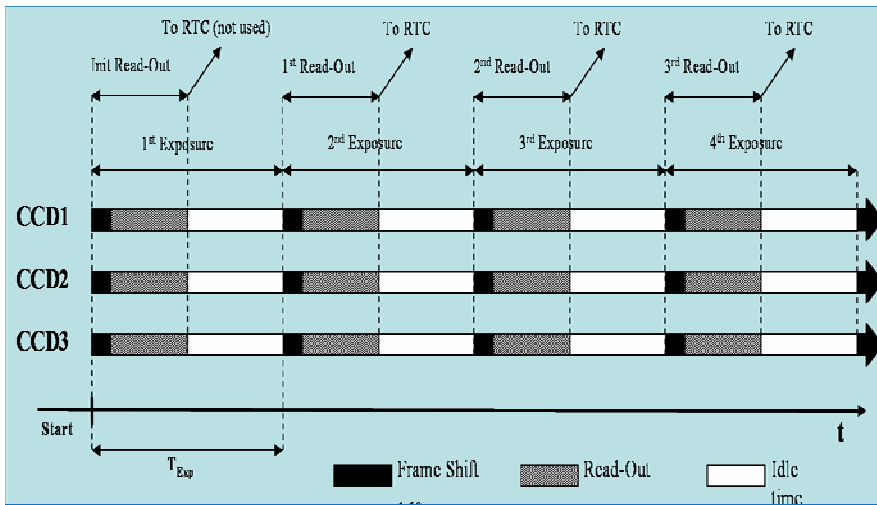 To RTC (not used)
To RTC
To RTC
To RTC
Init Read-Out
1st Read-Out
2nd Read-Out
3rd Read-Out
1st Exposure
2nd Exposure
3rd Exposure
4th Exposure
CCD1
CCD2
CCD3
Start
t
TExp
Frame Shift
Read-Out
Idle
time